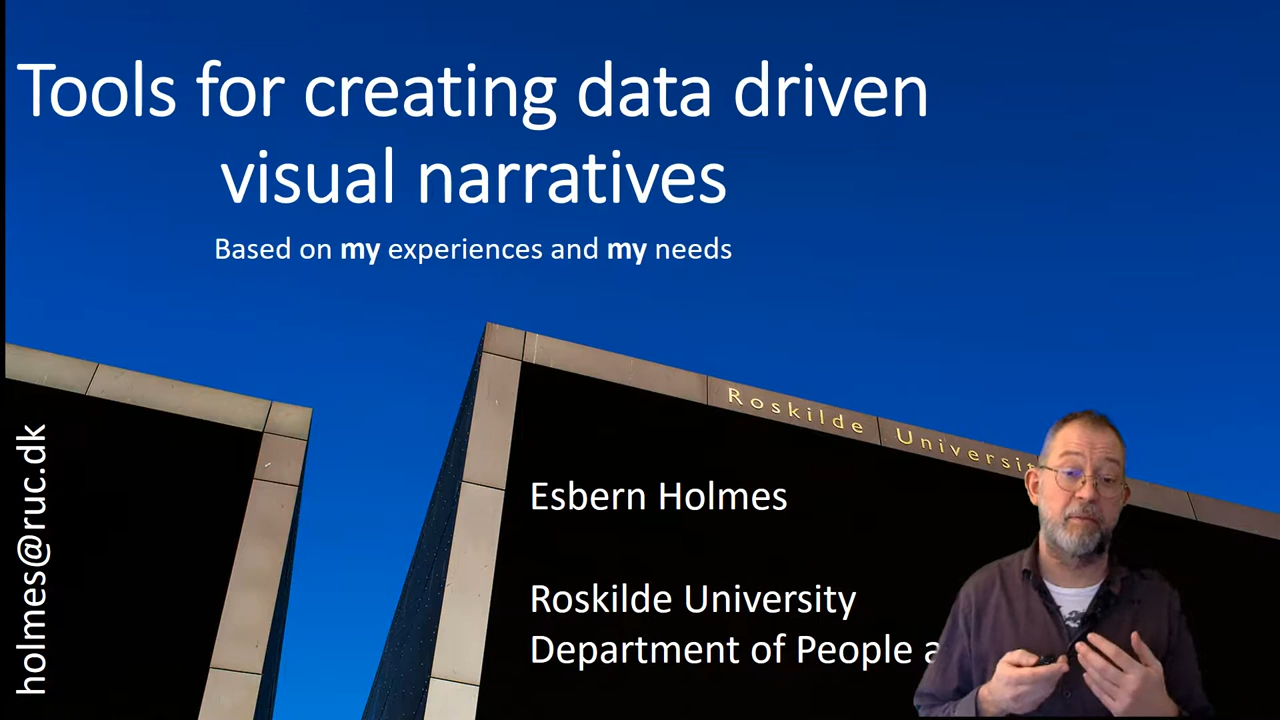 Tools for creating data driven
visual narratives
Based on my experiences and my needs
Roskilde
Esbern Holmes
Roskilde University
Department of People
holmes@ruc.dk